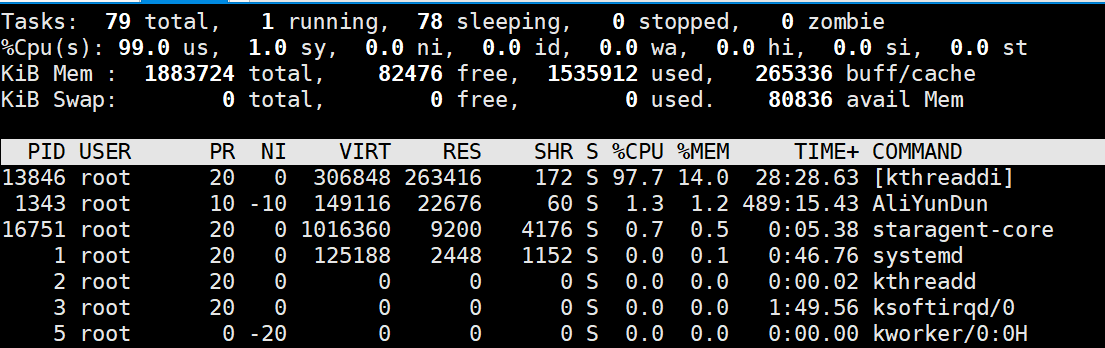 Tasks:  79 total,   1 running,  78 sleeping,   0 stopped,   0 zombie
%Cpu(s): 99.0 us,  1.0 sy,  0.0 ni,  0.0 id,  0.0 wa,  0.0 hi,  0.0 si,  0.0 st
KiB Mem :  1883724 total,    82476 free,  1535912 used,   265336 buff/cache
KiB Swap:        0 total,        0 free,        0 used.    80836 avail Mem
  PID USER      PR  NI    VIRT    RES    SHR S %CPU %MEM     TIME+ COMMAND
13846 root      20   0  306848 263416    172 S 97.7 14.0  28:28.63 [kthreaddi]
 1343 root      10 -10  149116  22676     60 S  1.3  1.2 489:15.43 AliYunDun
16751 root      20   0 1016360   9200   4176 S  0.7  0.5   0:05.38 staragent-core
    1 root      20   0  125188   2448   1152 S  0.0  0.1   0:46.76 systemd
    2 root      20   0       0      0      0 S  0.0  0.0   0:00.02 kthreadd
    3 root      20   0       0      0      0 S  0.0  0.0   1:49.56 ksoftirqd/0
    5 root       0 -20       0      0      0 S  0.0  0.0   0:00.00 kworker/0:0H